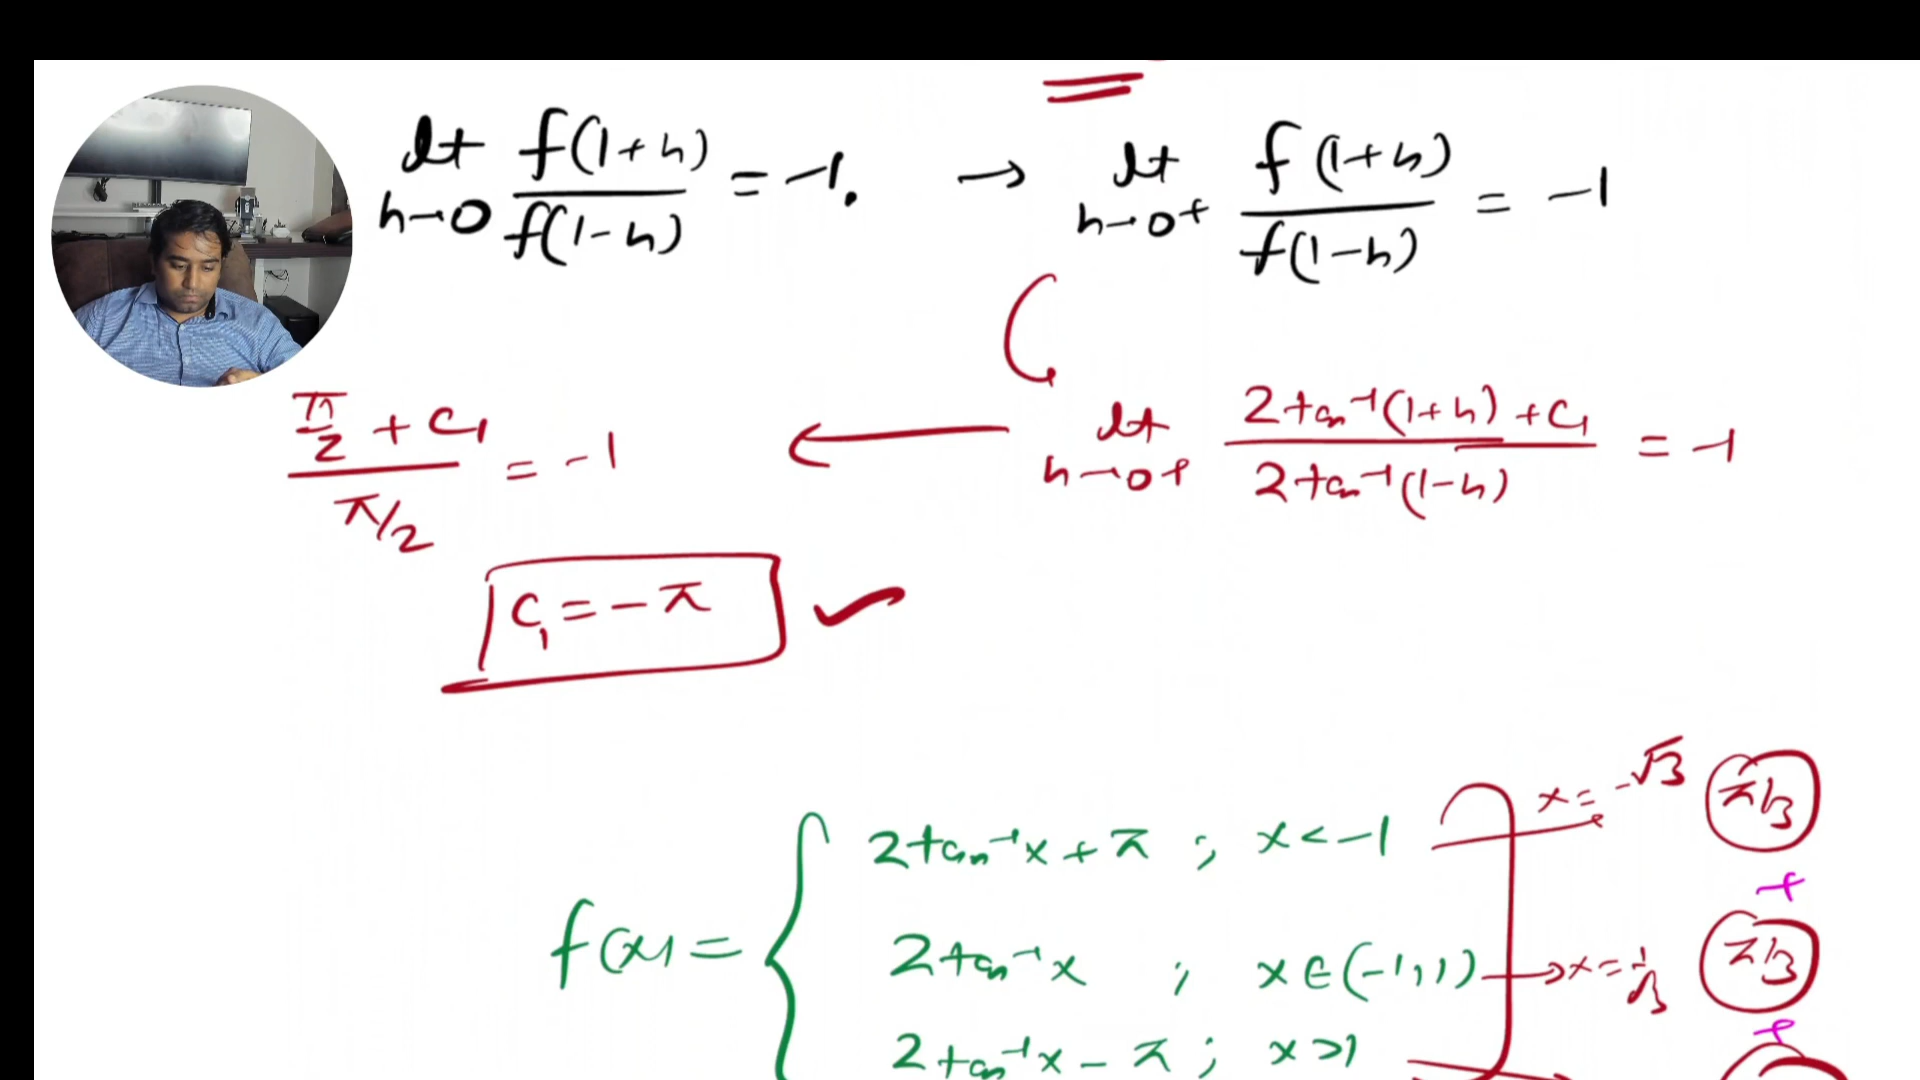 lt h→0 f(1+h)/f(1-h) = -1. → lt h→0+ f(1+h)/f(1-h) = -1
lt h→0+ (2tan⁻¹(1+h) + C₁)/(2tan⁻¹(1-h)) = -1
(π/2 + C₁)/(π/2) = -1
C₁ = -π ✓
f(x) = { 2tan⁻¹x + π ; x < -1 x = -√3 π/3
+
2tan⁻¹x ; x ∈ (-1,1) → x = 1/√3 π/3
+
2tan⁻¹x - π ; x > 1